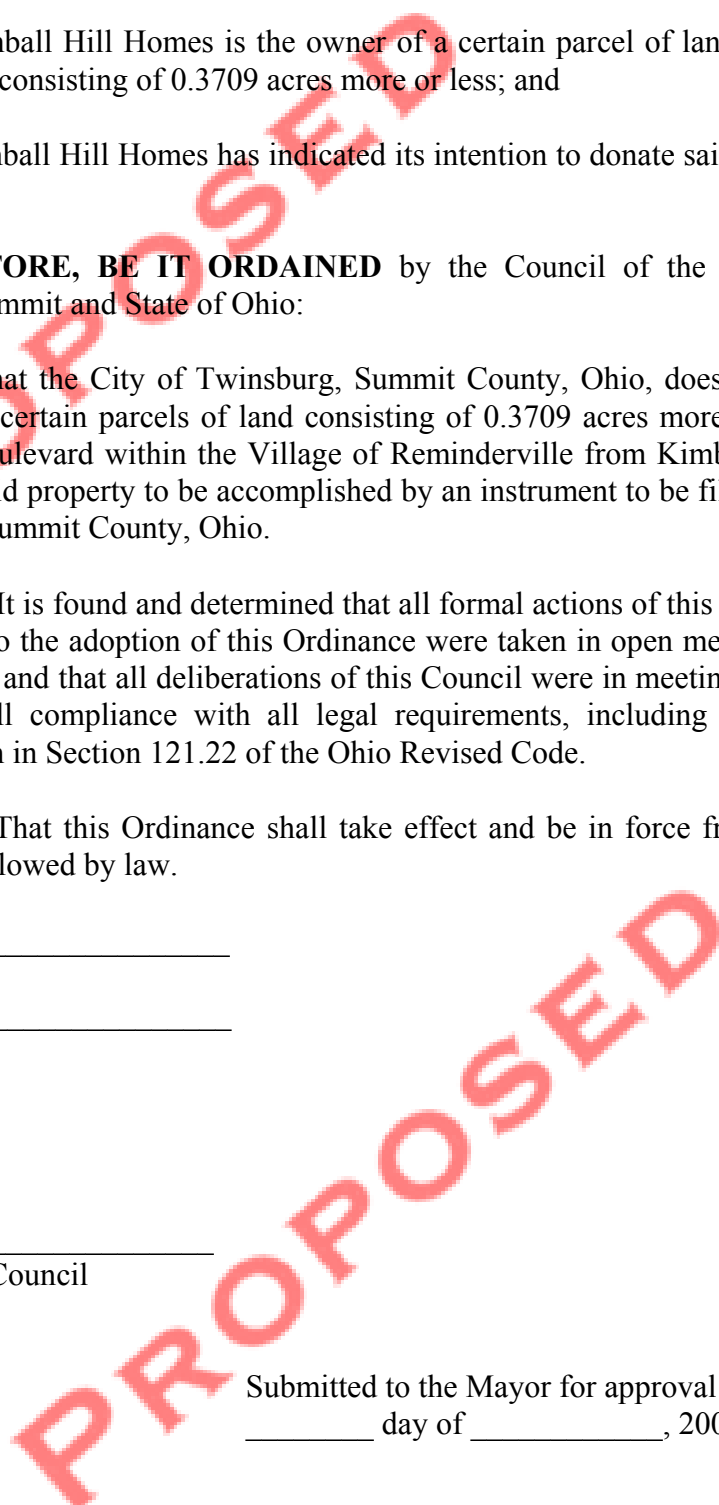 nball Hill Homes is the owner of a certain parcel of lan
consisting of 0.3709 acres more or less; and
nball Hill Homes has indicated its intention to donate sai
FORE, BE IT ORDAINED by the Council of the
mmit and State of Ohio:
hat the City of Twinsburg, Summit County, Ohio, does
certain parcels of land consisting of 0.3709 acres more
ulevard within the Village of Reminderville from Kimb
id property to be accomplished by an instrument to be fil
ummit County, Ohio.
It is found and determined that all formal actions of this
o the adoption of this Ordinance were taken in open me
and that all deliberations of this Council were in meetin
ll compliance with all legal requirements, including
n in Section 121.22 of the Ohio Revised Code.
That this Ordinance shall take effect and be in force fr
llowed by law.
Council
Submitted to the Mayor for approval
________ day of ____________, 200
OPOSED
PROPOSED